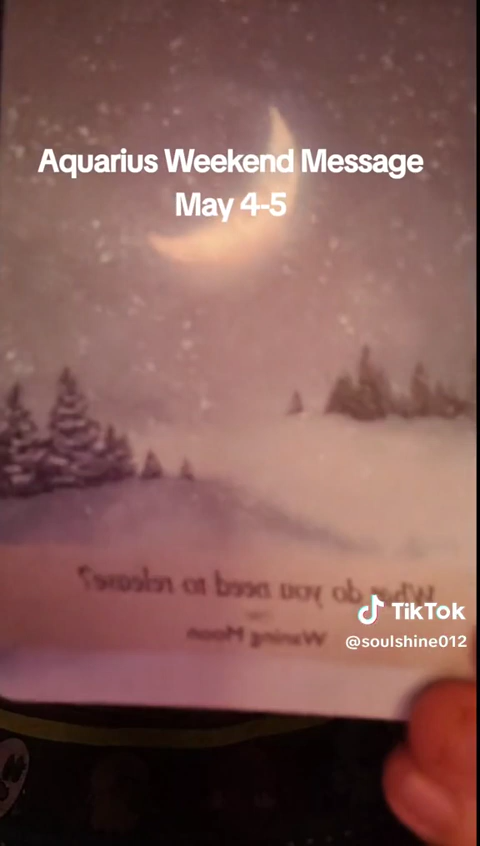 Aquarius Weekend Message
May 4-5
What do you need to release?
Waning Moon
TikTok
@soulshine012